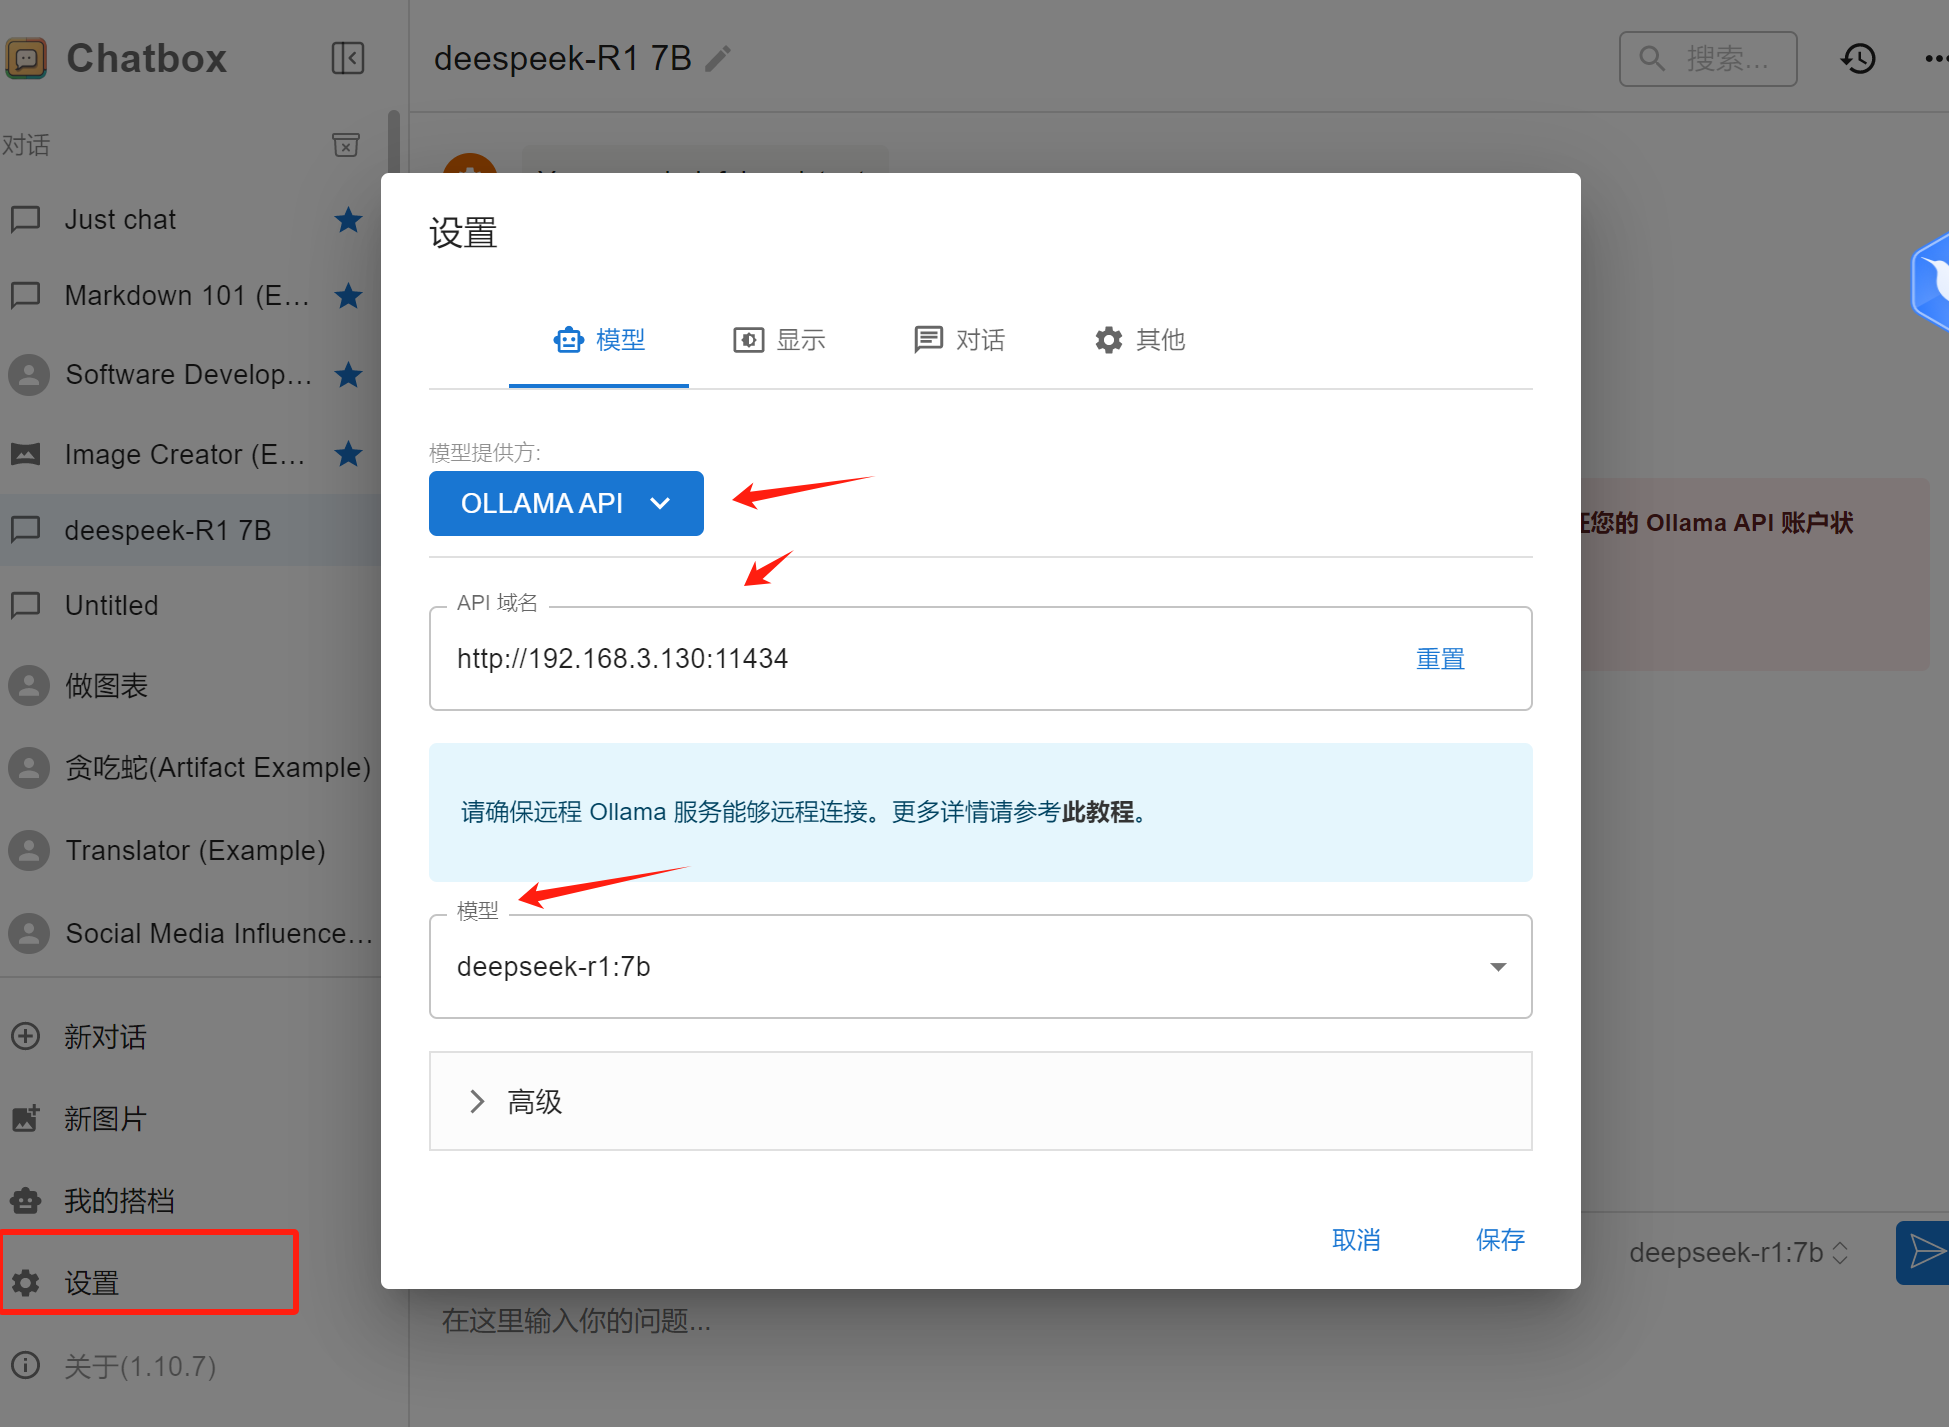 Chatbox
deespeek-R1 7B
搜索...
对话
Just chat
Markdown 101 (E...
Software Develop...
Image Creator (E...
deespeek-R1 7B
Untitled
做图表
贪吃蛇(Artifact Example)
Translator (Example)
Social Media Influence...
新对话
新图片
我的搭档
设置
关于(1.10.7)
设置
模型
显示
对话
其他
模型提供方:
OLLAMA API
API 域名
http://192.168.3.130:11434
重置
请确保远程 Ollama 服务能够远程连接。更多详情请参考此教程。
模型
deepseek-r1:7b
高级
取消
保存
您的 Ollama API 账户状
deepseek-r1:7b
在这里输入你的问题...